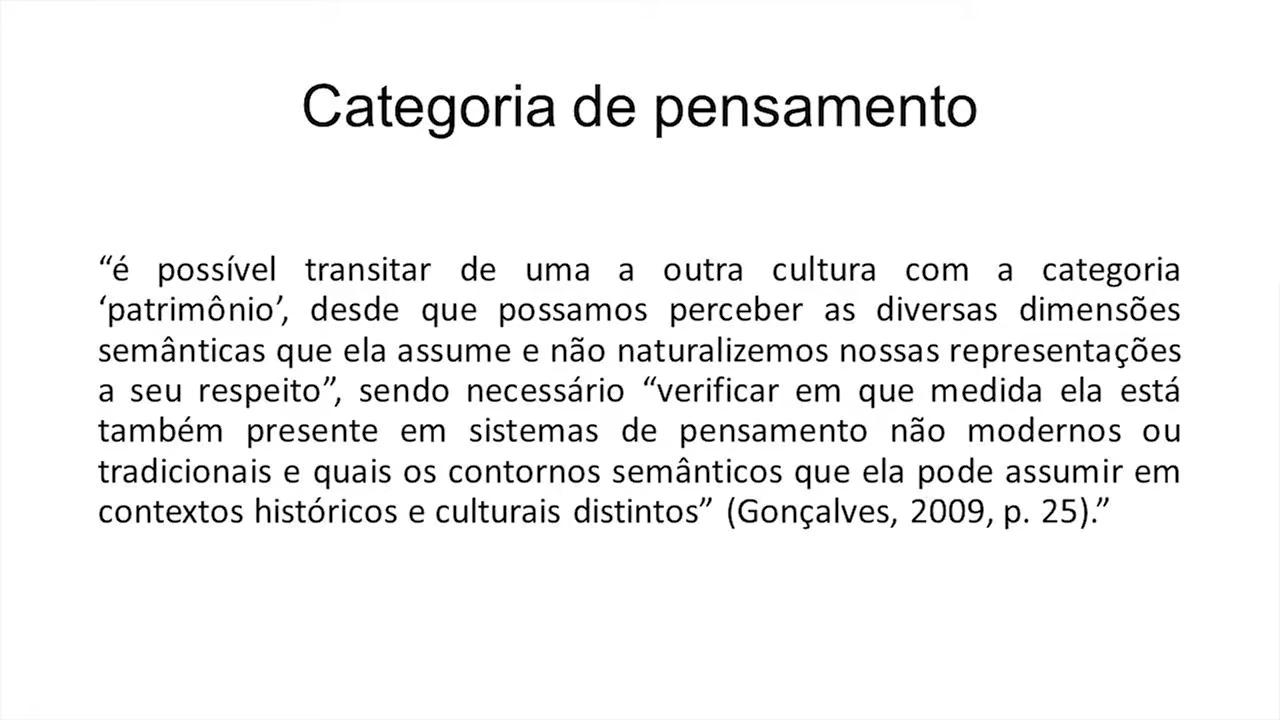 Categoria de pensamento
“é possível transitar de uma a outra cultura com a categoria
‘patrimônio’, desde que possamos perceber as diversas dimensões
semânticas que ela assume e não naturalizemos nossas representações
a seu respeito”, sendo necessário “verificar em que medida ela está
também presente em sistemas de pensamento não modernos ou
tradicionais e quais os contornos semânticos que ela pode assumir em
contextos históricos e culturais distintos” (Gonçalves, 2009, p. 25).”